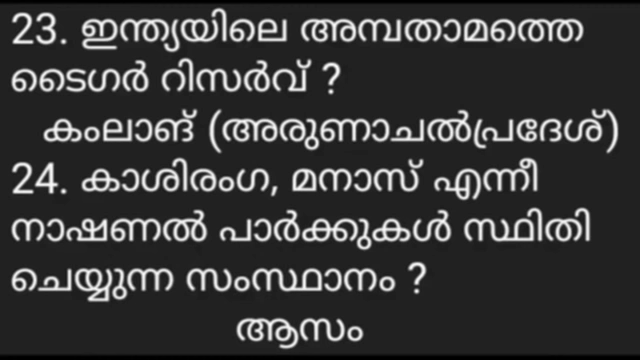 23. ഇന്ത്യയിലെ അമ്പതാമത്തെ
ടൈഗർ റിസർവ് ?
കംലാങ് (അരുണാചൽപ്രദേശ്)
24. കാശിരംഗ, മനാസ് എന്നീ
നാഷണൽ പാർക്കുകൾ സ്ഥിതി
ചെയ്യുന്ന സംസ്ഥാനം ?
ആസം